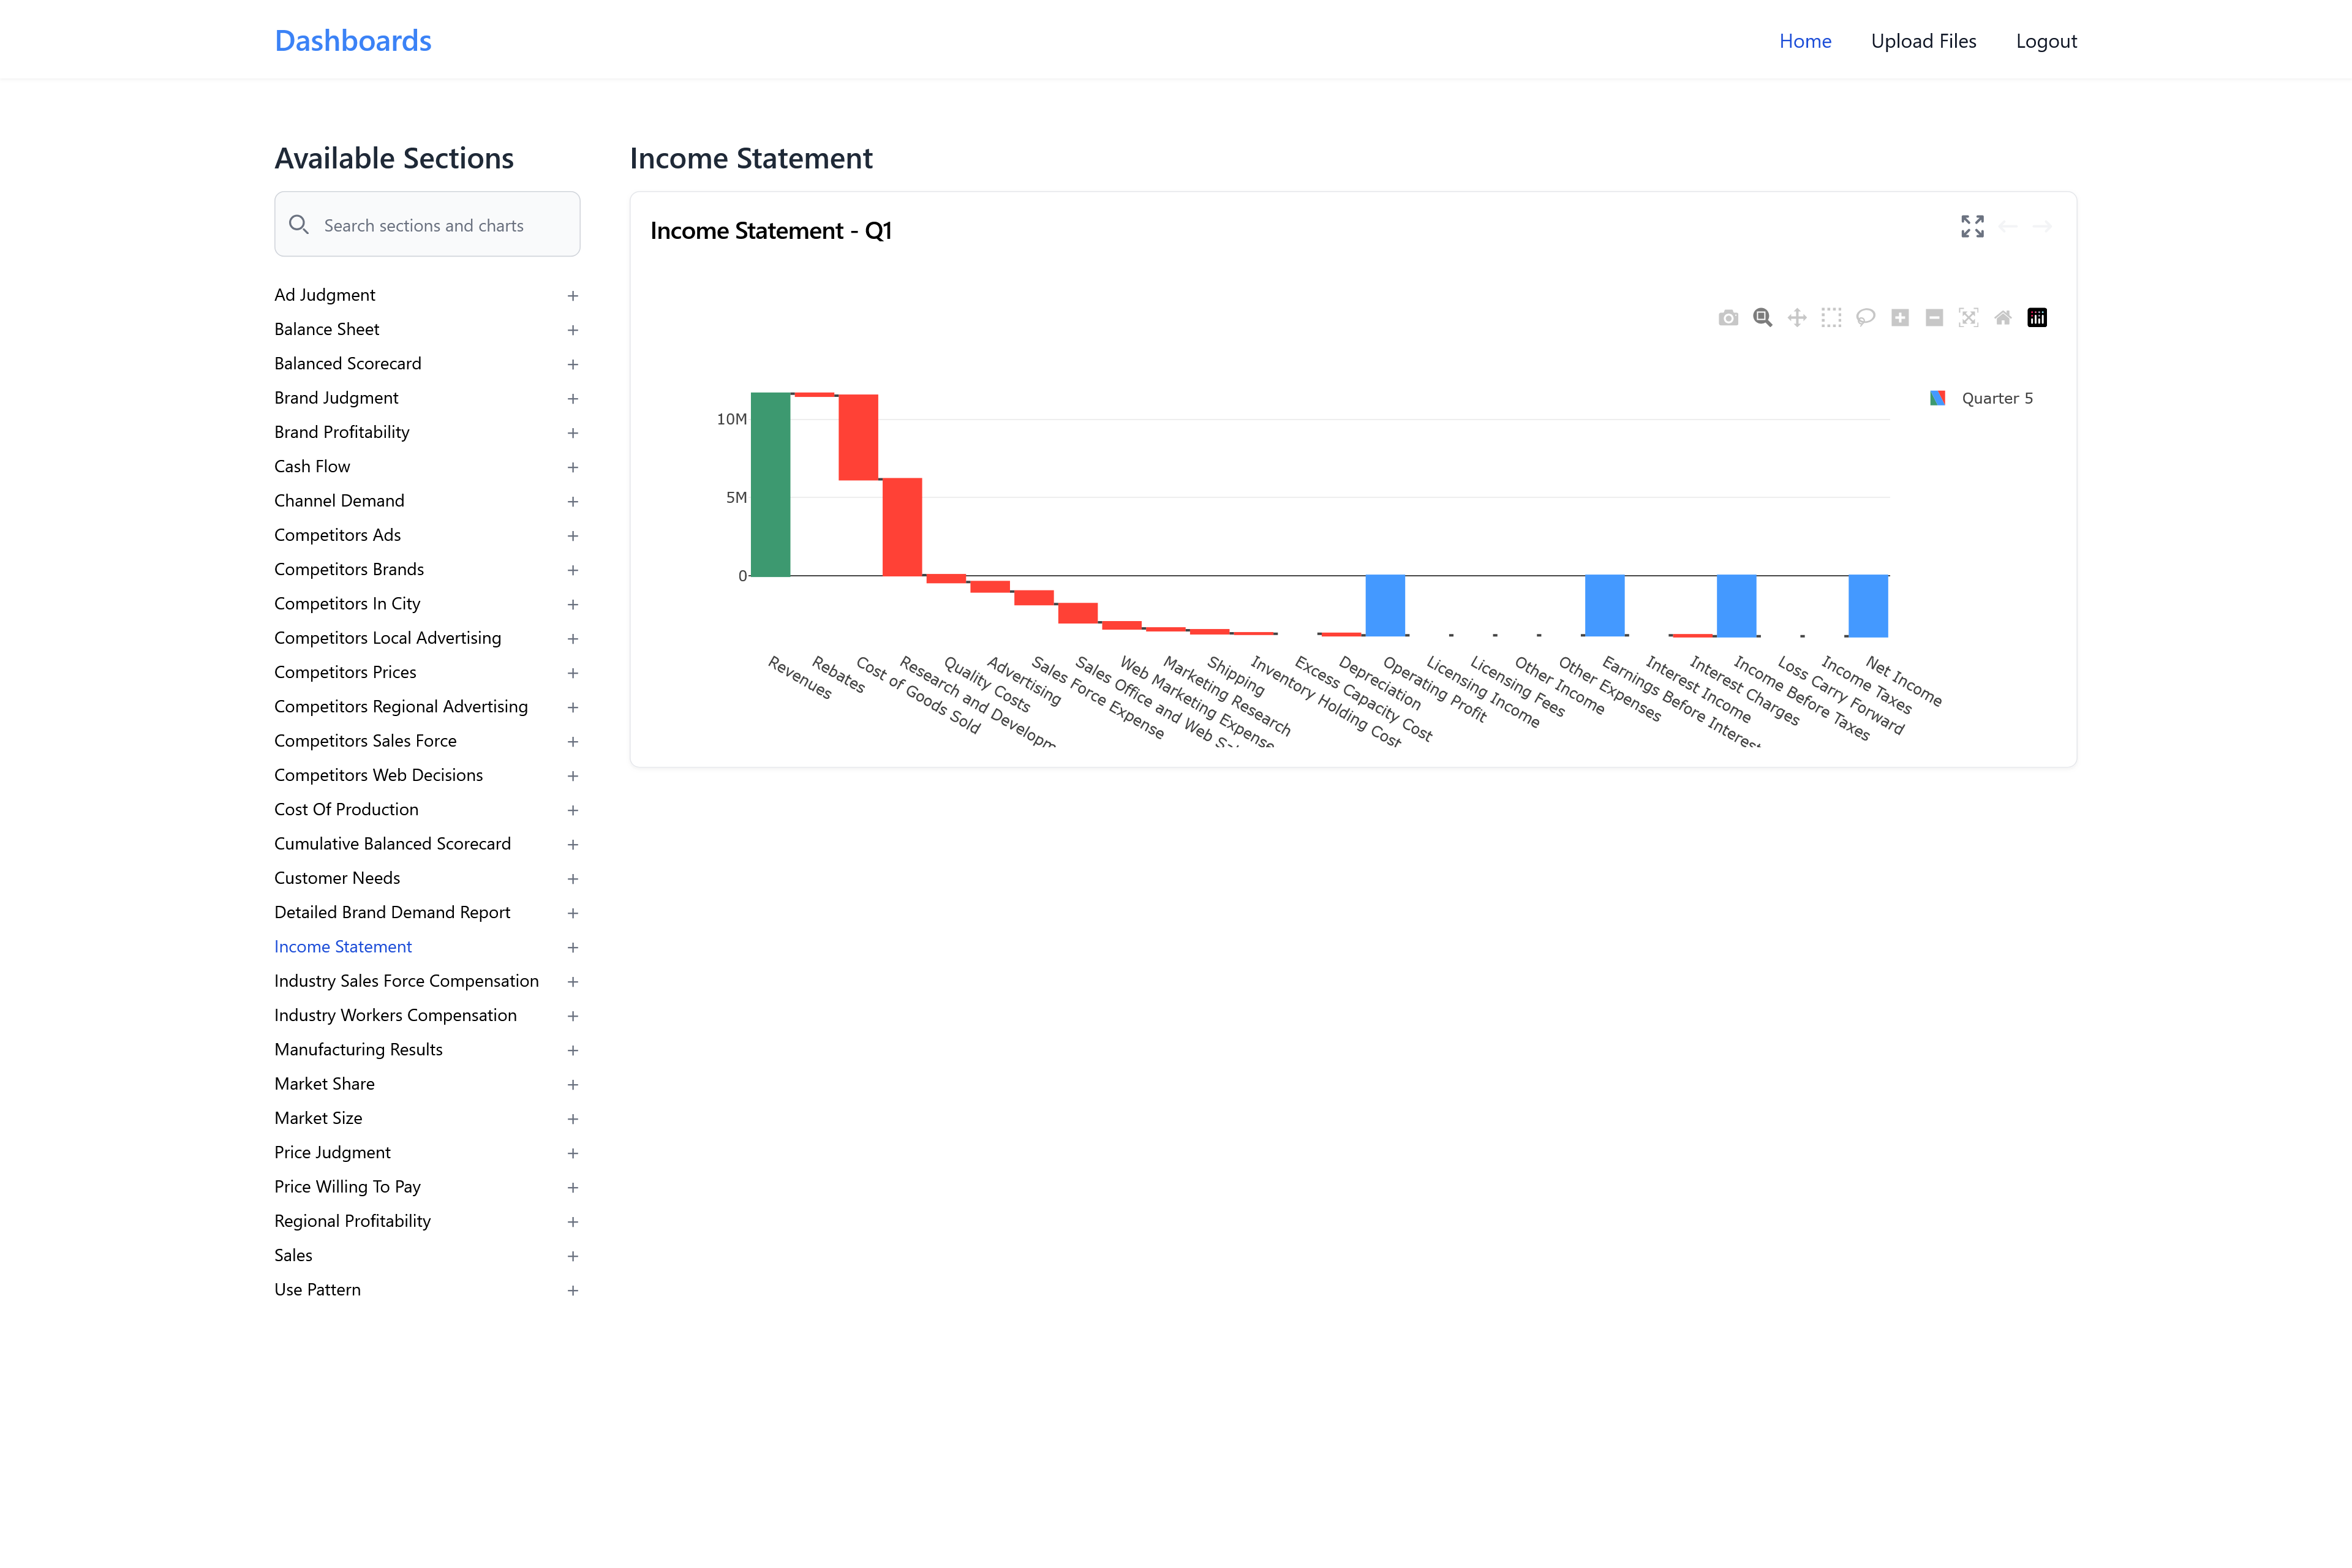 Dashboards
Home
Upload Files
Logout
Available Sections
Search sections and charts
Ad Judgment
+
Balance Sheet
+
Balanced Scorecard
+
Brand Judgment
+
Brand Profitability
+
Cash Flow
+
Channel Demand
+
Competitors Ads
+
Competitors Brands
+
Competitors In City
+
Competitors Local Advertising
+
Competitors Prices
+
Competitors Regional Advertising
+
Competitors Sales Force
+
Competitors Web Decisions
+
Cost Of Production
+
Cumulative Balanced Scorecard
+
Customer Needs
+
Detailed Brand Demand Report
+
Income Statement
+
Industry Sales Force Compensation
+
Industry Workers Compensation
+
Manufacturing Results
+
Market Share
+
Market Size
+
Price Judgment
+
Price Willing To Pay
+
Regional Profitability
+
Sales
+
Use Pattern
+
Income Statement
Income Statement - Q1
10M
5M
0
Quarter 5
Revenues
Rebates
Cost of Goods Sold
Research and Developm
Quality Costs
Advertising
Sales Force Expense
Sales Office and Web
Web Marketing Expense
Marketing Research
Shipping
Inventory Holding Cost
Excess Capacity Cost
Depreciation
Operating Profit
Licensing Income
Licensing Fees
Other Income
Other Expenses
Earnings Before Interest
Interest Income
Interest Charges
Income Before Taxes
Loss Carry Forward
Income Taxes
Net Income